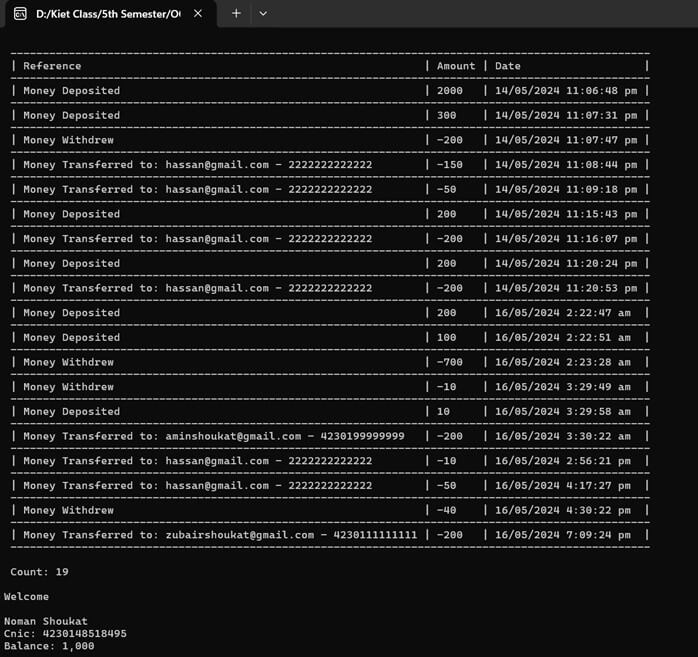 D:/Kiet Class/5th Semester/O
| Reference | Amount | Date |
| Money Deposited | 2000 | 14/05/2024 11:06:48 pm |
| Money Deposited | 300 | 14/05/2024 11:07:31 pm |
| Money Withdrew | -200 | 14/05/2024 11:07:47 pm |
| Money Transferred to: hassan@gmail.com - 2222222222222 | -150 | 14/05/2024 11:08:44 pm |
| Money Transferred to: hassan@gmail.com - 2222222222222 | -50 | 14/05/2024 11:09:18 pm |
| Money Deposited | 200 | 14/05/2024 11:15:43 pm |
| Money Transferred to: hassan@gmail.com - 2222222222222 | -200 | 14/05/2024 11:16:07 pm |
| Money Deposited | 200 | 14/05/2024 11:20:24 pm |
| Money Transferred to: hassan@gmail.com - 2222222222222 | -200 | 14/05/2024 11:20:53 pm |
| Money Deposited | 200 | 16/05/2024 2:22:47 am |
| Money Deposited | 100 | 16/05/2024 2:22:51 am |
| Money Withdrew | -700 | 16/05/2024 2:23:28 am |
| Money Withdrew | -10 | 16/05/2024 3:29:49 am |
| Money Deposited | 10 | 16/05/2024 3:29:58 am |
| Money Transferred to: aminshoukat@gmail.com - 4230199999999 | -200 | 16/05/2024 3:30:22 am |
| Money Transferred to: hassan@gmail.com - 2222222222222 | -10 | 16/05/2024 2:56:21 pm |
| Money Transferred to: hassan@gmail.com - 2222222222222 | -50 | 16/05/2024 4:17:27 pm |
| Money Withdrew | -40 | 16/05/2024 4:30:22 pm |
| Money Transferred to: zubairshoukat@gmail.com - 4230111111111 | -200 | 16/05/2024 7:09:24 pm |
Count: 19
Welcome
Noman Shoukat
Cnic: 4230148518495
Balance: 1,000